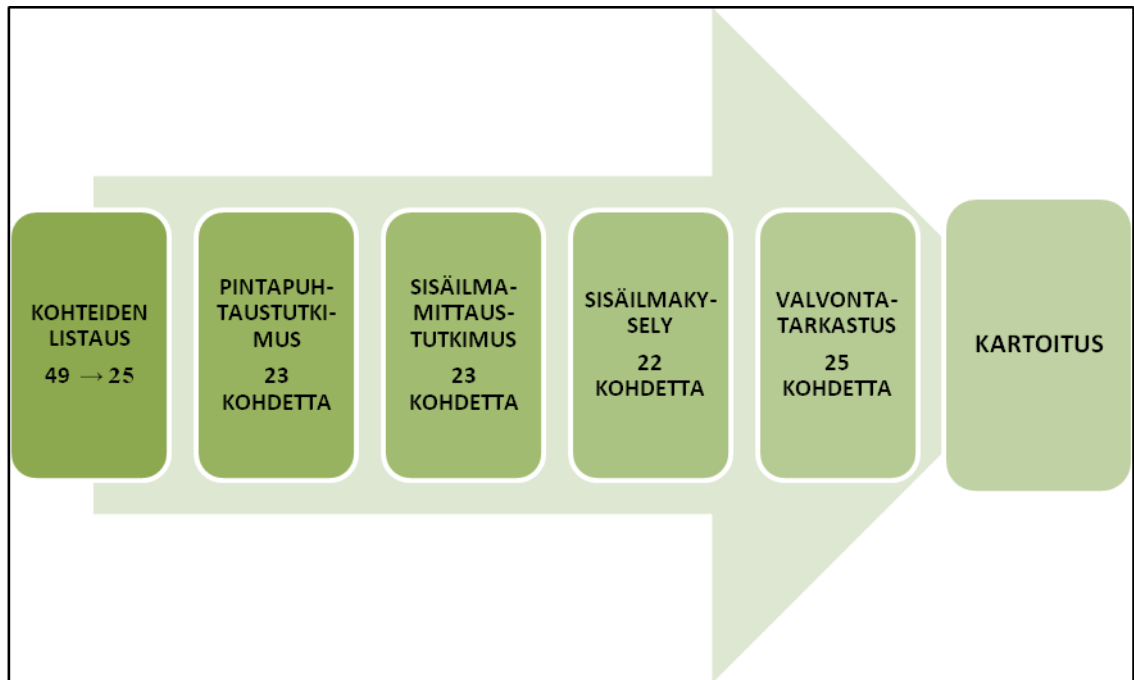 KOHTEIDEN
LISTAUS
49 → 25
PINTAPUH-
TAUSTUTKI-
MUS
23
KOHDETTA
SISÄILMA-
MITTAUS-
TUTKIMUS
23
KOHDETTA
SISÄILMAKY-
SELY
22
KOHDETTA
VALVONTA-
TARKASTUS
25
KOHDETTA
KARTOITUS